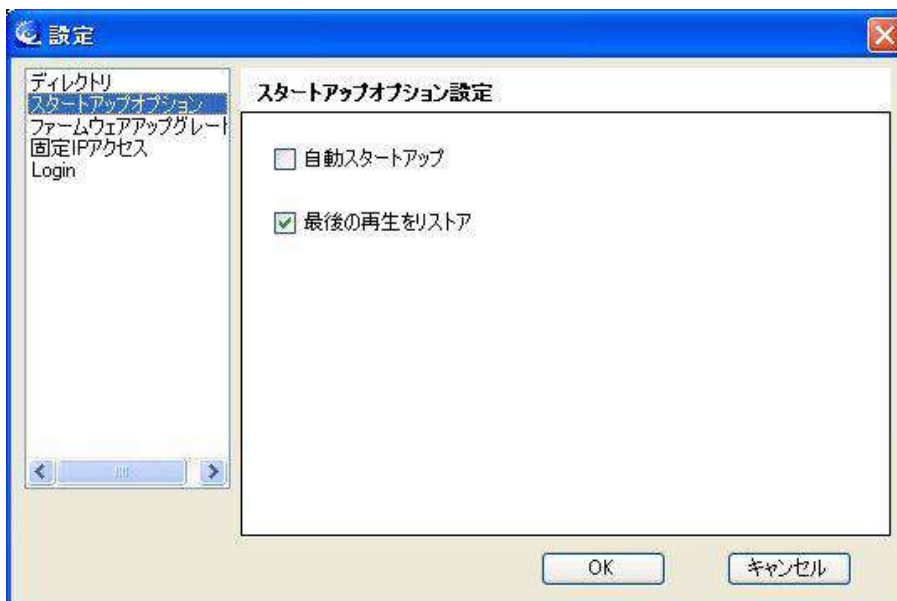 設定
ディレクトリ
スタートアップオプション
ファームウェアアップグレート
固定IPアクセス
Login
スタートアップオプション設定
自動スタートアップ
最後の再生をリストア
OK
キャンセル